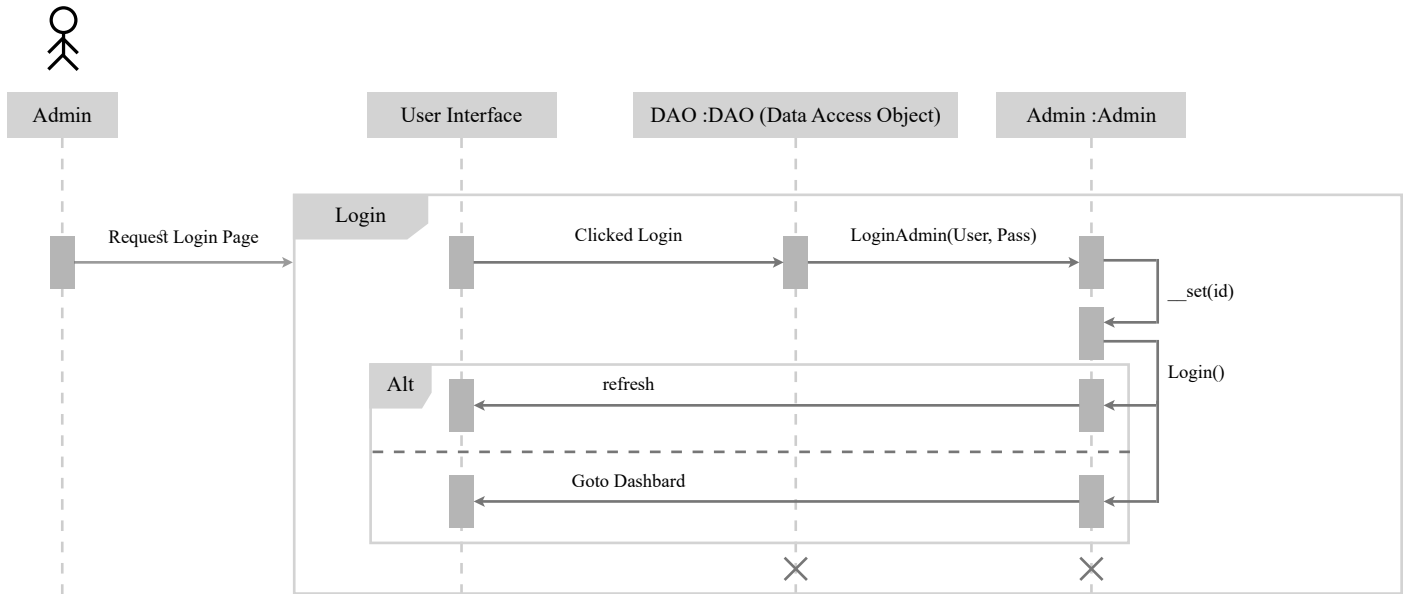 Admin
User Interface
DAO :DAO (Data Access Object)
Admin :Admin
Login
Request Login Page
Clicked Login
LoginAdmin(User, Pass)
__set(id)
Login()
Alt
refresh
Goto Dashbard